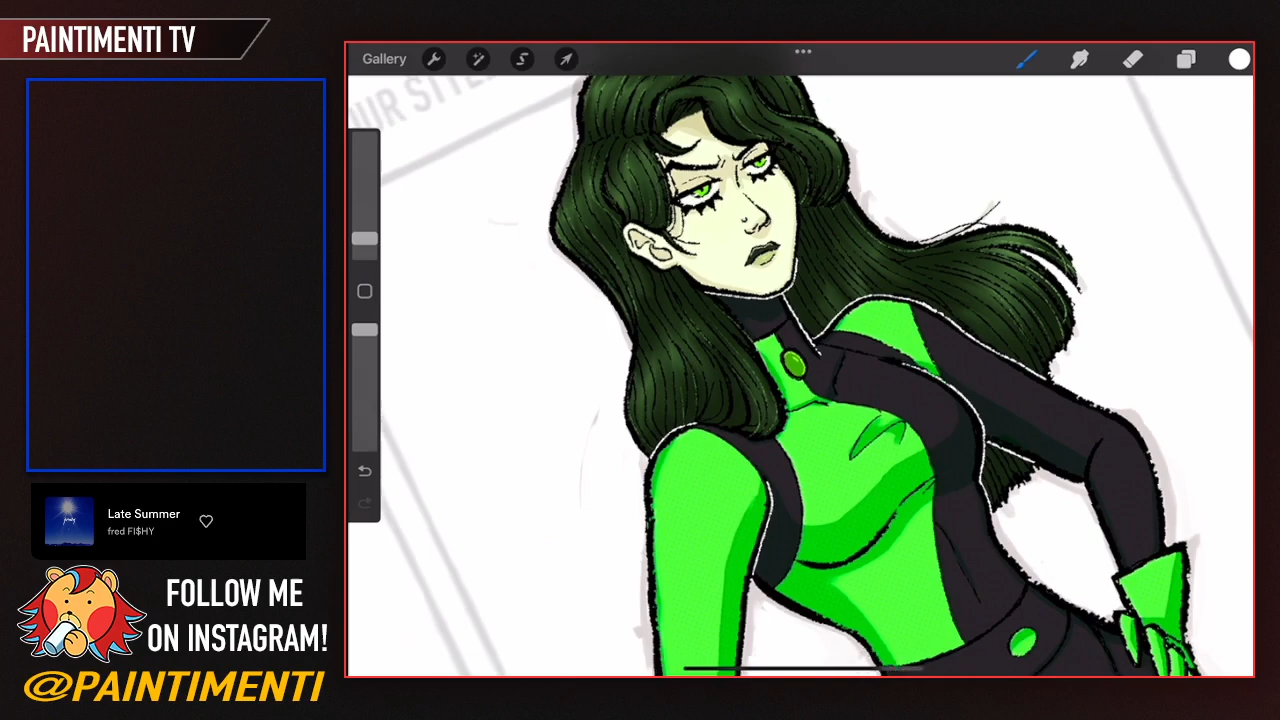 PAINTIMENTI TV
Gallery
Late Summer
fred FI$HY
FOLLOW ME
ON INSTAGRAM!
@PAINTIMENTI